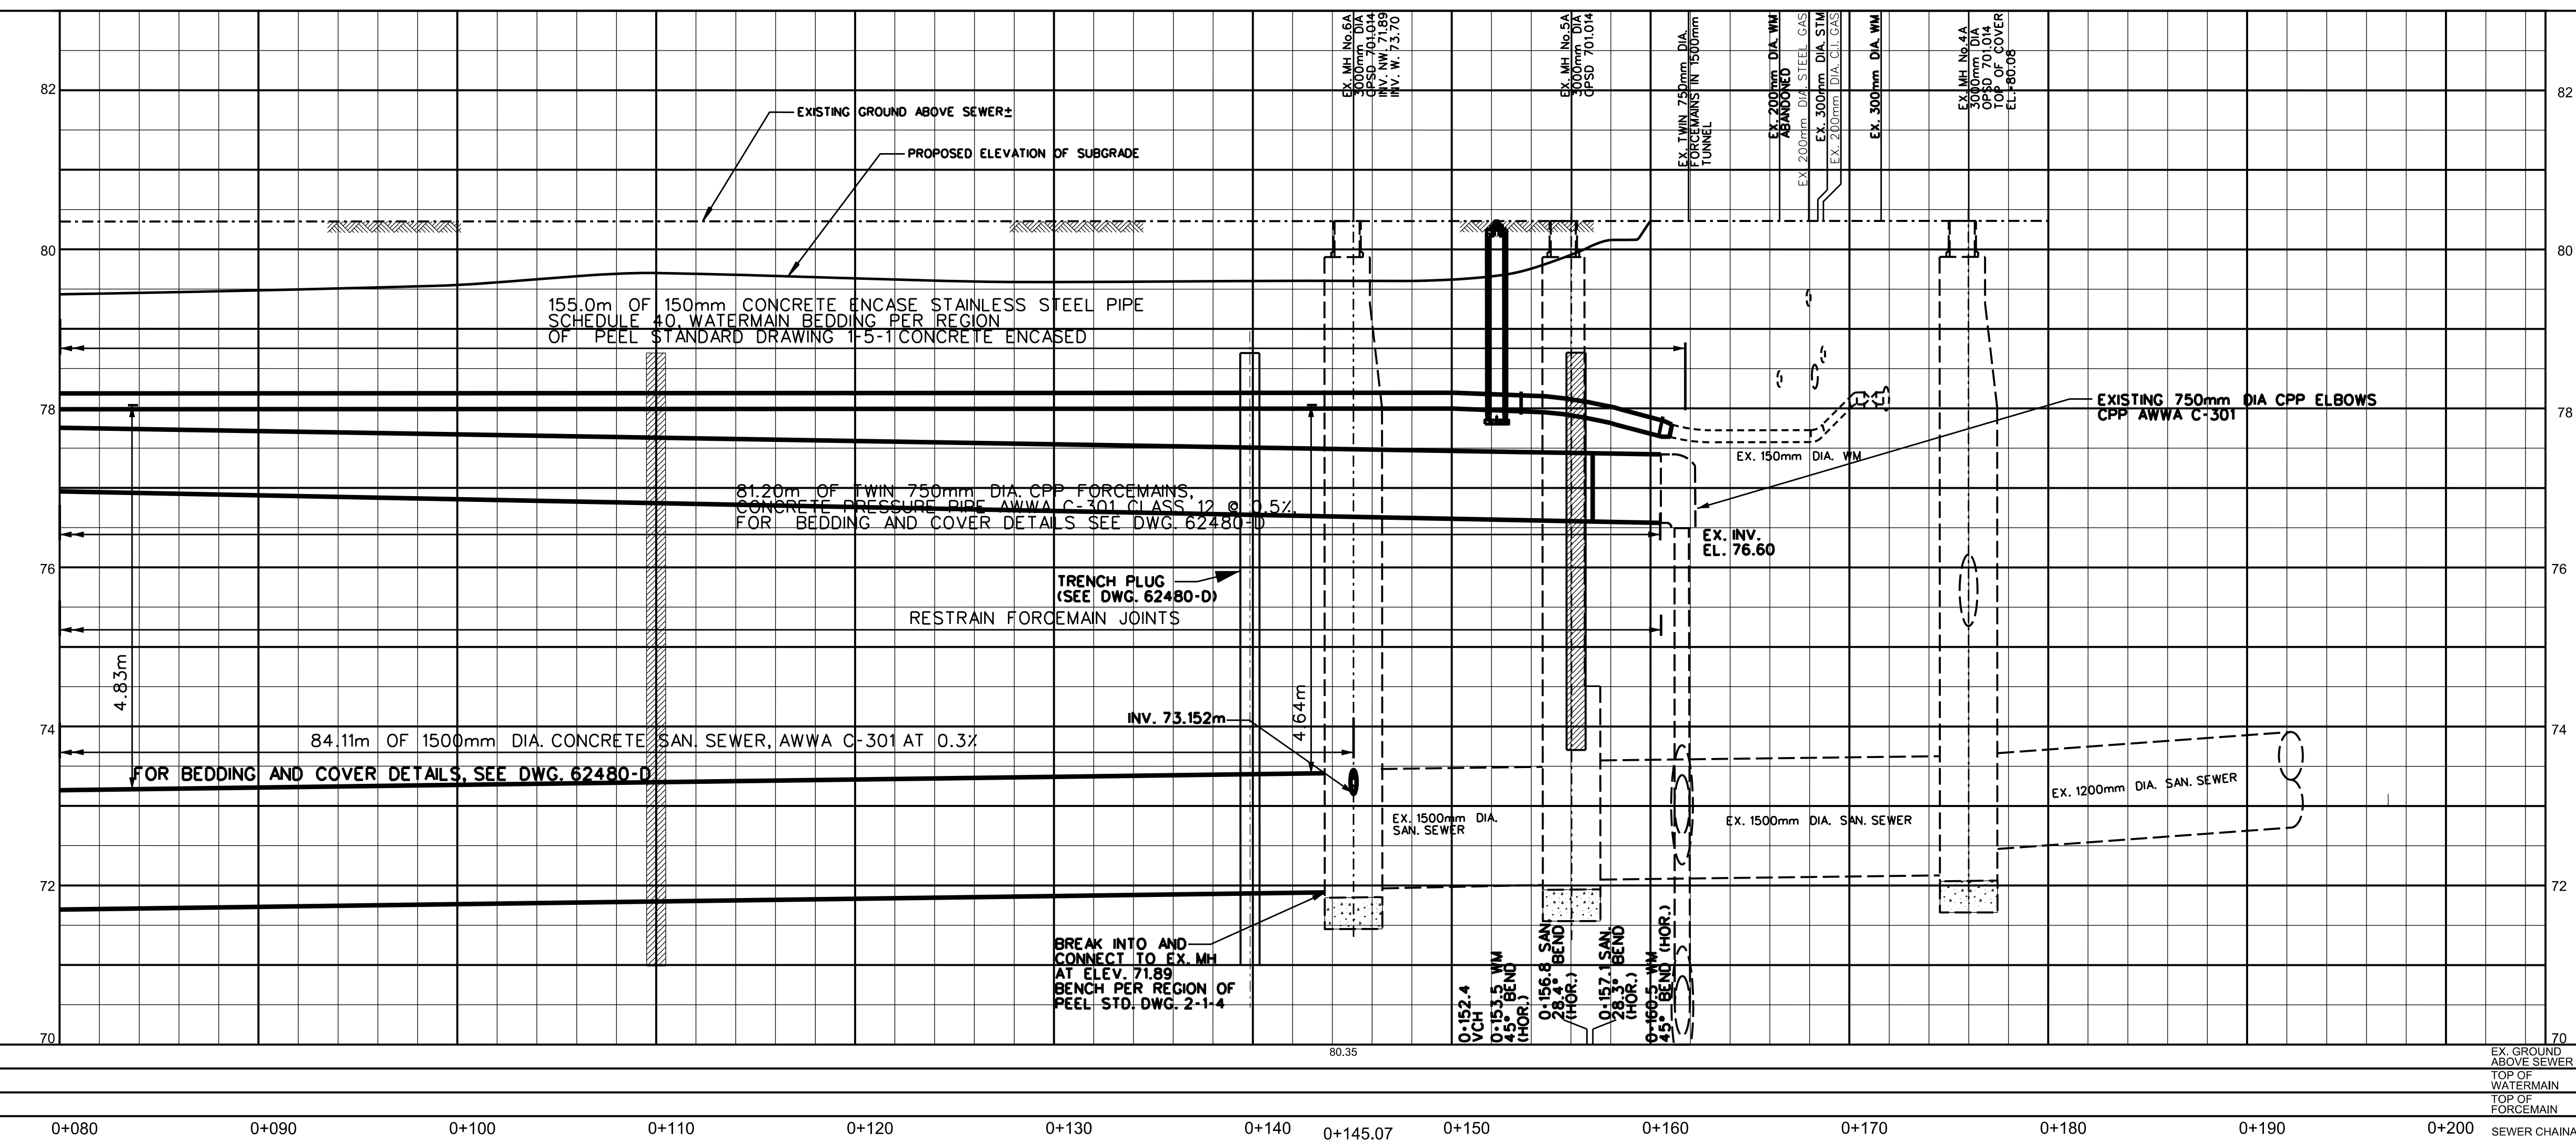 EX. MH No.6A
3000mm DIA
OPSD 701.014
INV. NW. 71.89
INV. W. 73.70
EX. MH No.5A
3000mm DIA
OPSD 701.014
EX. TWIN 750mm DIA.
FORCEMAINS IN 1500mm
TUNNEL
EX. 200mm DIA. WM
ABANDONED
EX. 200mm DIA. STEEL GAS
EX. 300mm DIA. STM
EX. 200mm DIA. C.I. GAS
EX. 300mm DIA. WM
EX. MH No.4A
3000mm DIA
OPSD 701.014
TOP OF COVER
EL.=80.08
82
82
EXISTING GROUND ABOVE SEWER±
PROPOSED ELEVATION OF SUBGRADE
80
80
155.0m OF 150mm CONCRETE ENCASE STAINLESS STEEL PIPE
SCHEDULE 40, WATERMAIN BEDDING PER REGION
OF PEEL STANDARD DRAWING 1-5-1 CONCRETE ENCASED
78
78
EXISTING 750mm DIA CPP ELBOWS
CPP AWWA C-301
EX. 150mm DIA. WM
81.20m OF TWIN 750mm DIA. CPP FORCEMAINS,
CONCRETE PRESSURE PIPE AWWA C-301 CLASS 12 @ 0.5%,
FOR BEDDING AND COVER DETAILS SEE DWG. 62480-D
EX. INV.
EL. 76.60
76
76
TRENCH PLUG
(SEE DWG. 62480-D)
RESTRAIN FORCEMAIN JOINTS
4.83m
4.64m
INV. 73.152m
74
74
84.11m OF 1500mm DIA. CONCRETE SAN. SEWER, AWWA C-301 AT 0.3%
FOR BEDDING AND COVER DETAILS, SEE DWG. 62480-D
EX. 1500mm DIA.
SAN. SEWER
EX. 1500mm DIA. SAN. SEWER
EX. 1200mm DIA. SAN. SEWER
72
72
BREAK INTO AND
CONNECT TO EX. MH
AT ELEV. 71.89
BENCH PER REGION OF
PEEL STD. DWG. 2-1-4
0+152.4
VCH
0+153.5 WM
45° BEND
(HOR.)
0+156.8 SAN.
28.4° BEND
(HOR.)
0+157.1 SAN.
28.3° BEND
(HOR.)
0+160.5 WM
45° BEND (HOR.)
70
70
80.35
EX. GROUND
ABOVE SEWER
TOP OF
WATERMAIN
TOP OF
FORCEMAIN
0+080
0+090
0+100
0+110
0+120
0+130
0+140
0+145.07
0+150
0+160
0+170
0+180
0+190
0+200
SEWER CHAINA